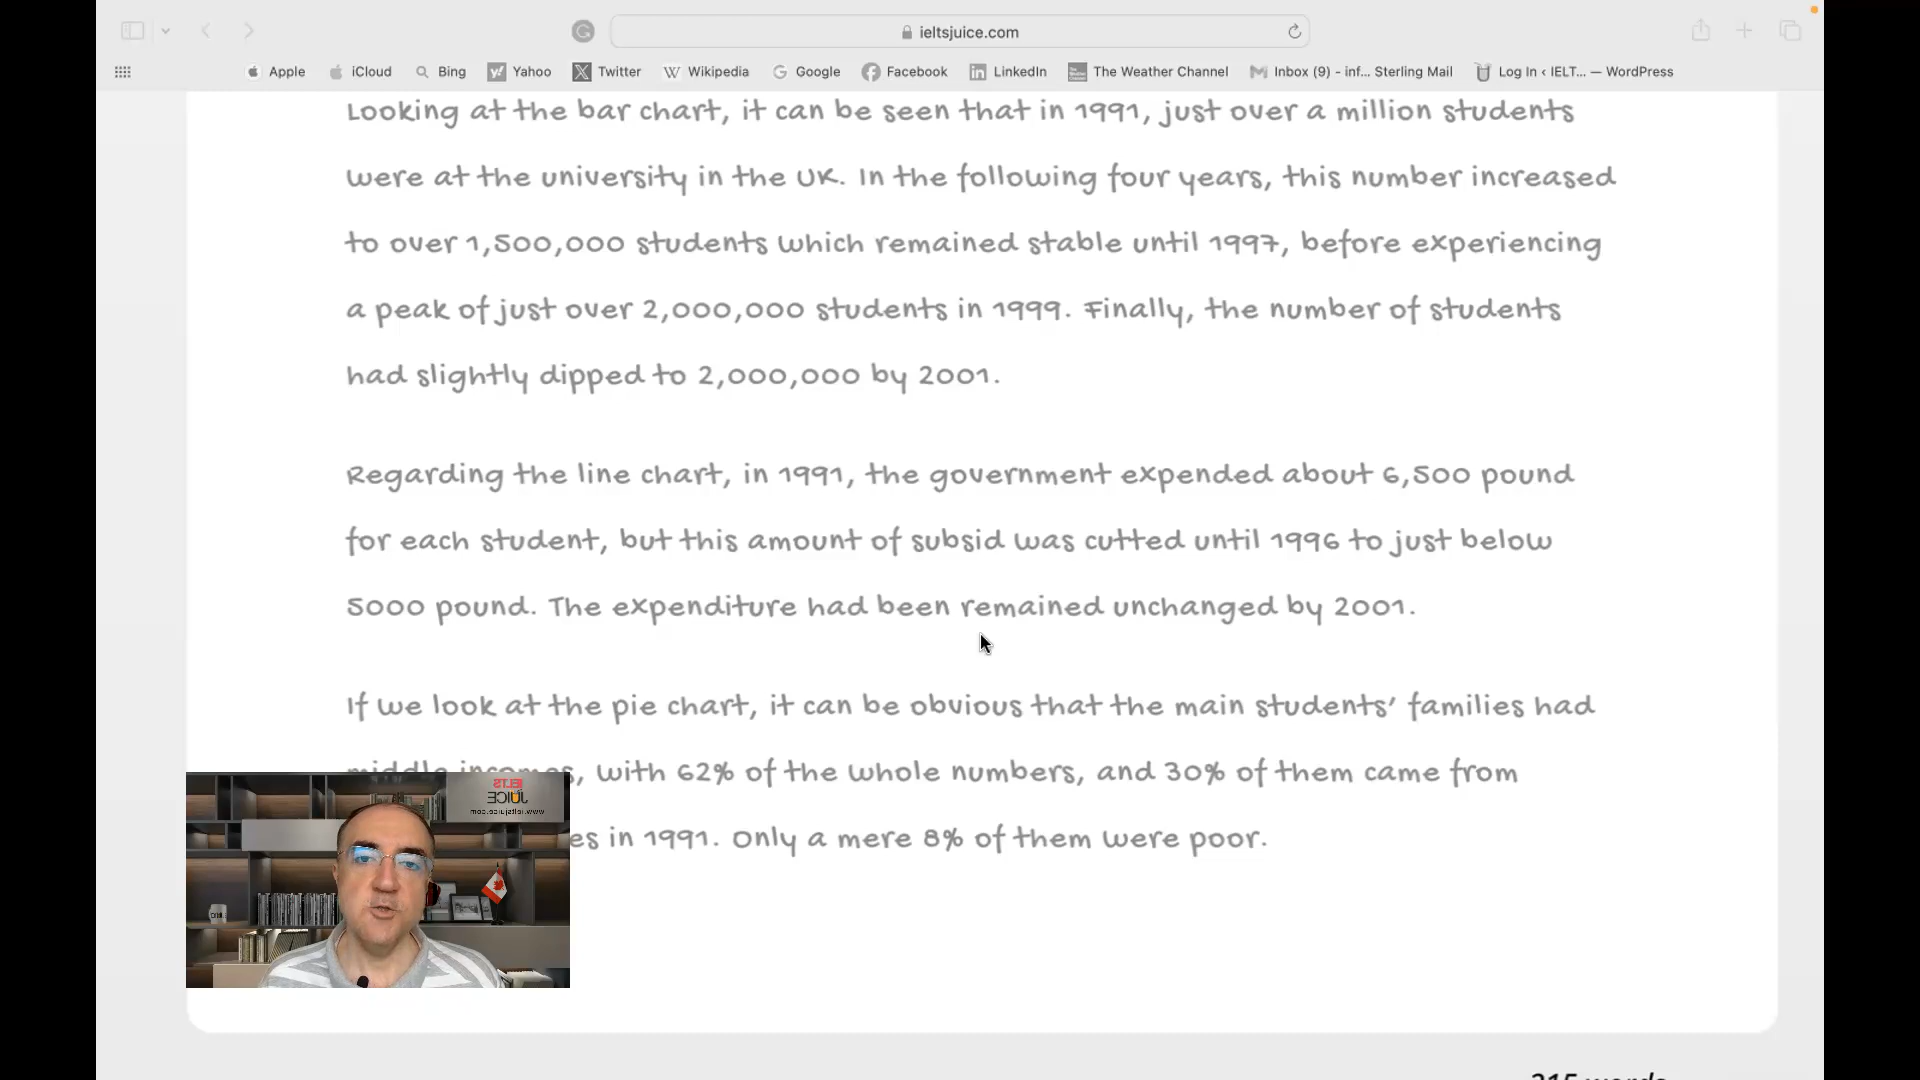 ieltsjuice.com
Apple iCloud Bing Yahoo Twitter Wikipedia Google Facebook LinkedIn The Weather Channel Inbox (9) - inf... Sterling Mail Log In ‹ IELT... — WordPress
Looking at the bar chart, it can be seen that in 1991, just over a million students
were at the university in the UK. In the following four years, this number increased
to over 1,500,000 students which remained stable until 1997, before experiencing
a peak of just over 2,000,000 students in 1999. Finally, the number of students
had slightly dipped to 2,000,000 by 2001.
Regarding the line chart, in 1991, the government expended about 6,500 pound
for each student, but this amount of subsid was cutted until 1996 to just below
5000 pound. The expenditure had been remained unchanged by 2001.
If we look at the pie chart, it can be obvious that the main students' families had
middle incomes, with 62% of the whole numbers, and 30% of them came from
es in 1991. Only a mere 8% of them were poor.
IELTS
JUICE
www.ieltsjuice.com
215 words